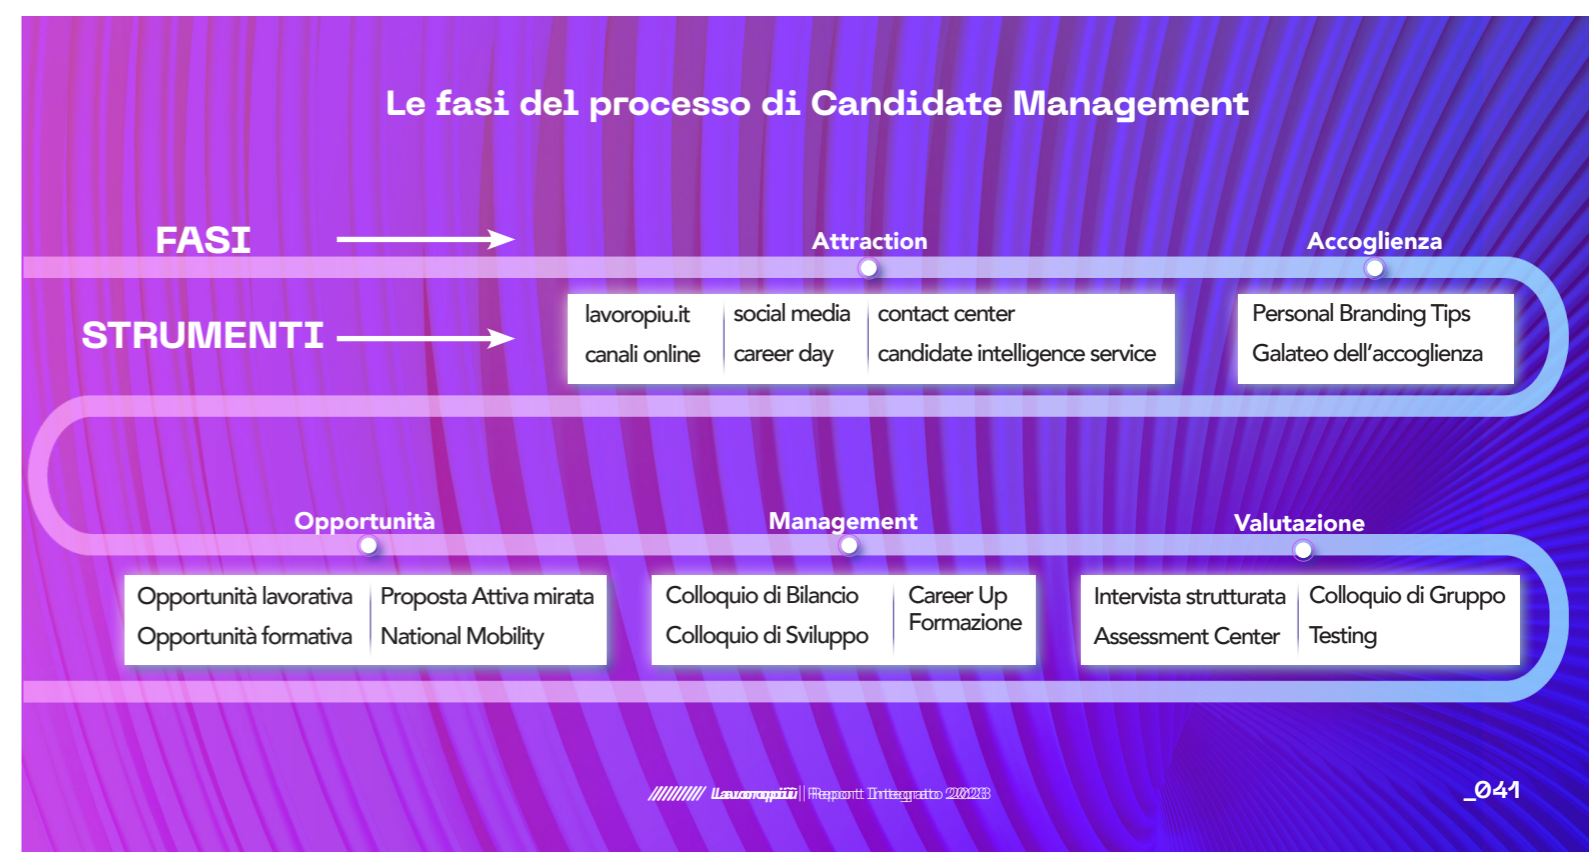 Le fasi del processo di Candidate Management
FASI
Attraction
Accoglienza
STRUMENTI
lavoropiu.it
canali online
social media
career day
contact center
candidate intelligence service
Personal Branding Tips
Galateo dell'accoglienza
Opportunità
Management
Valutazione
Opportunità lavorativa
Opportunità formativa
Proposta Attiva mirata
National Mobility
Colloquio di Bilancio
Colloquio di Sviluppo
Career Up
Formazione
Intervista strutturata
Assessment Center
Colloquio di Gruppo
Testing
Lavoropiù | Report Integrato
_041